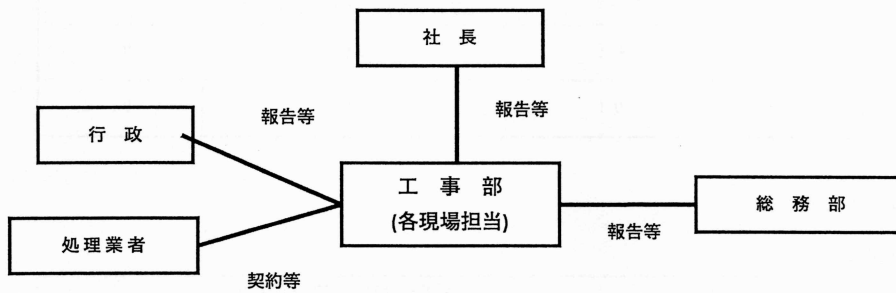 社 長
報告等
報告等
行 政
工 事 部
(各現場担当)
総 務 部
処理業者
報告等
契約等